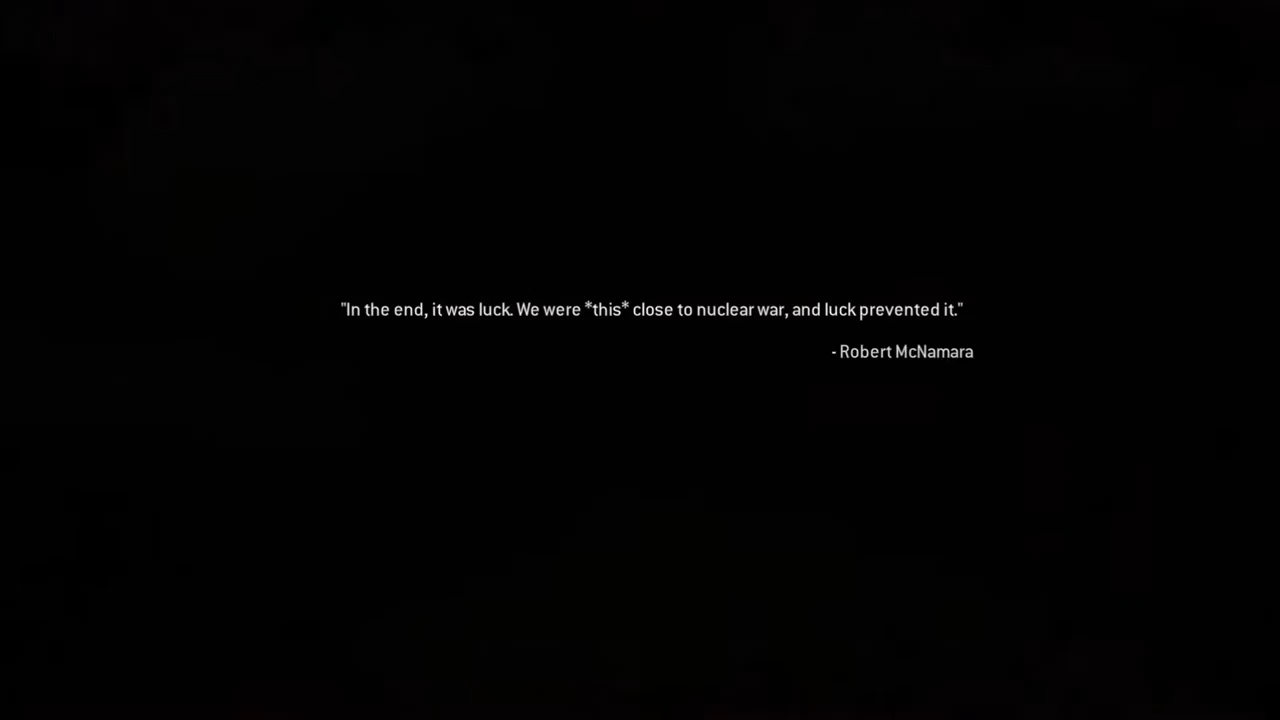 "In the end, it was luck. We were *this* close to nuclear war, and luck prevented it."
- Robert McNamara